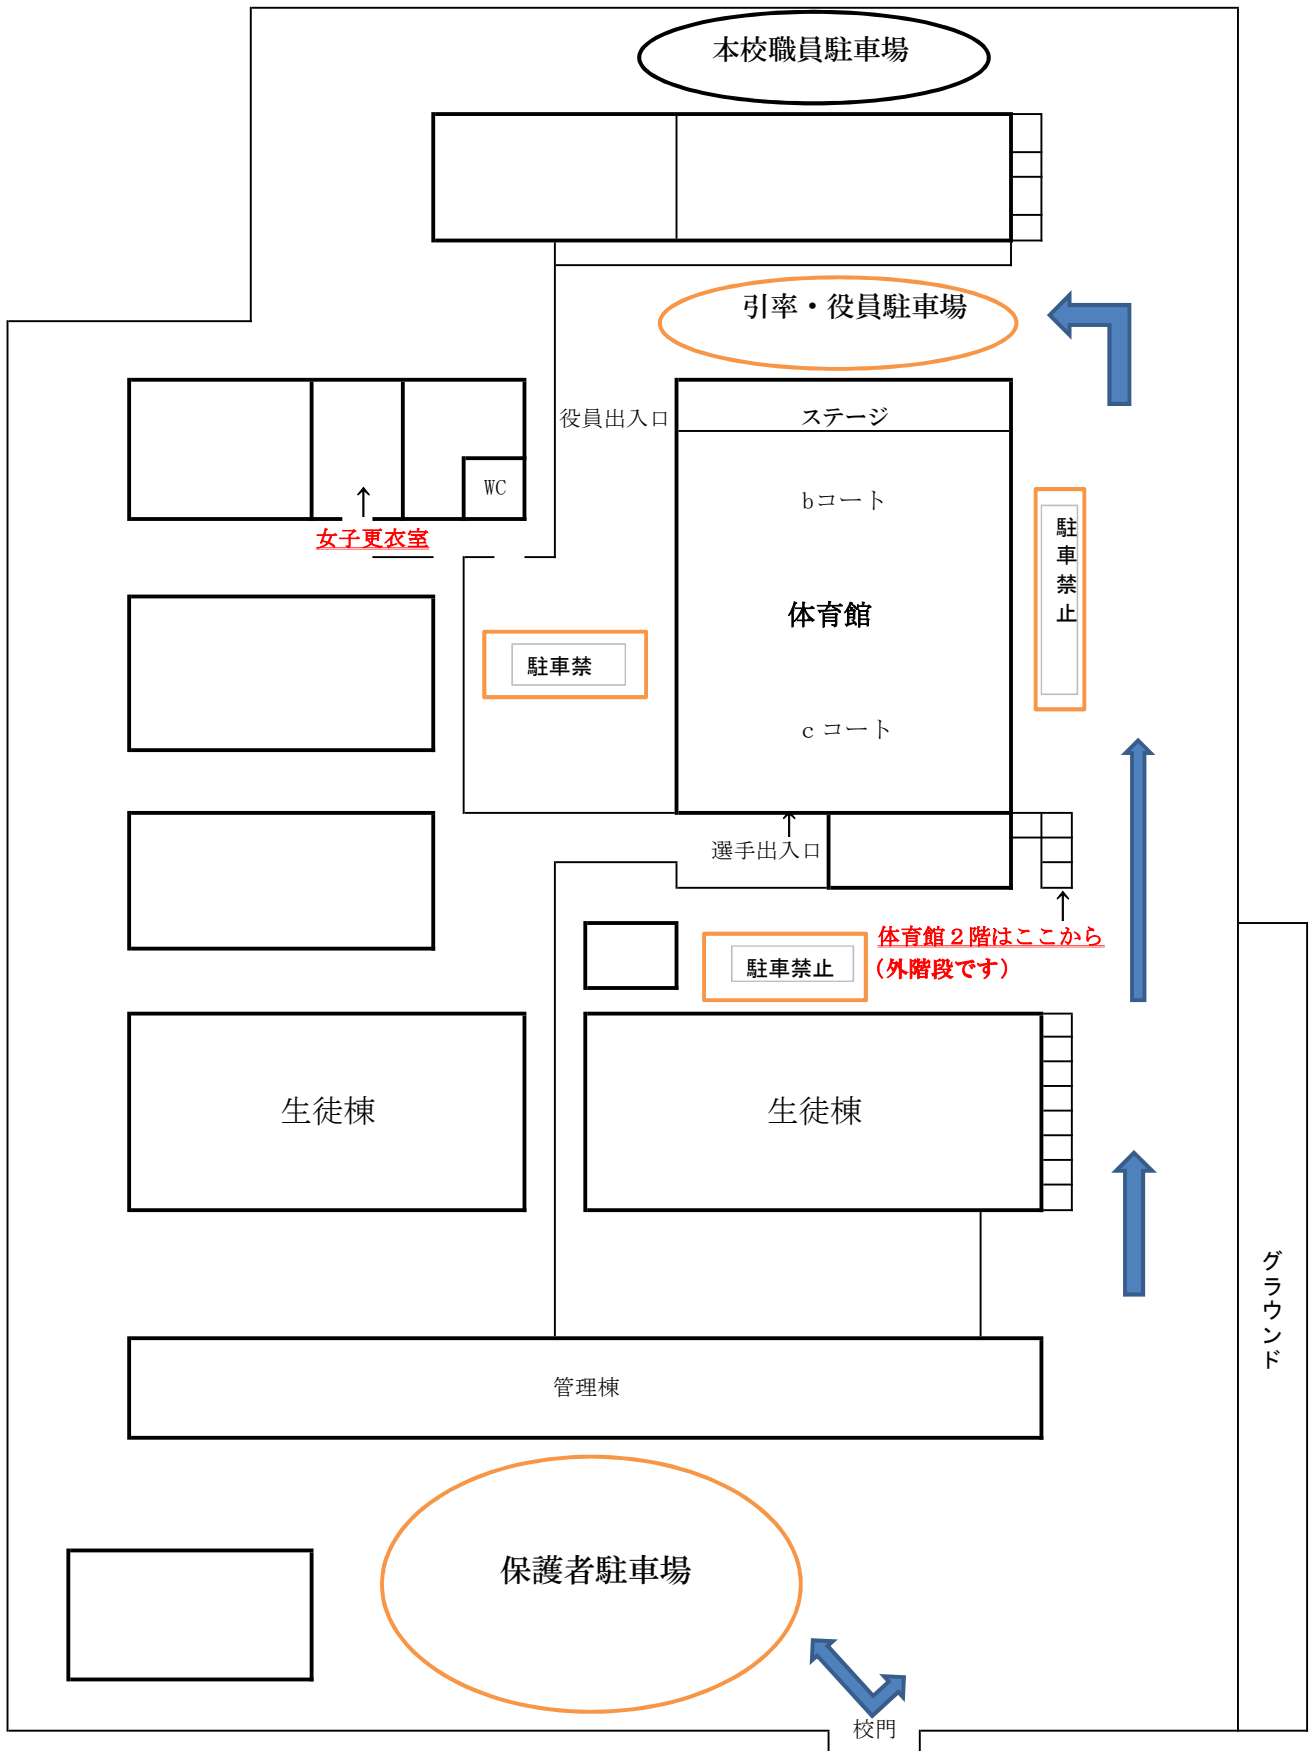 本校職員駐車場
引率・役員駐車場
役員出入口
ステージ
WC
bコート
女子更衣室
駐車禁止
体育館
駐車禁
cコート
選手出入口
体育館２階はここから
（外階段です）
駐車禁止
生徒棟
生徒棟
グラウンド
管理棟
保護者駐車場
校門